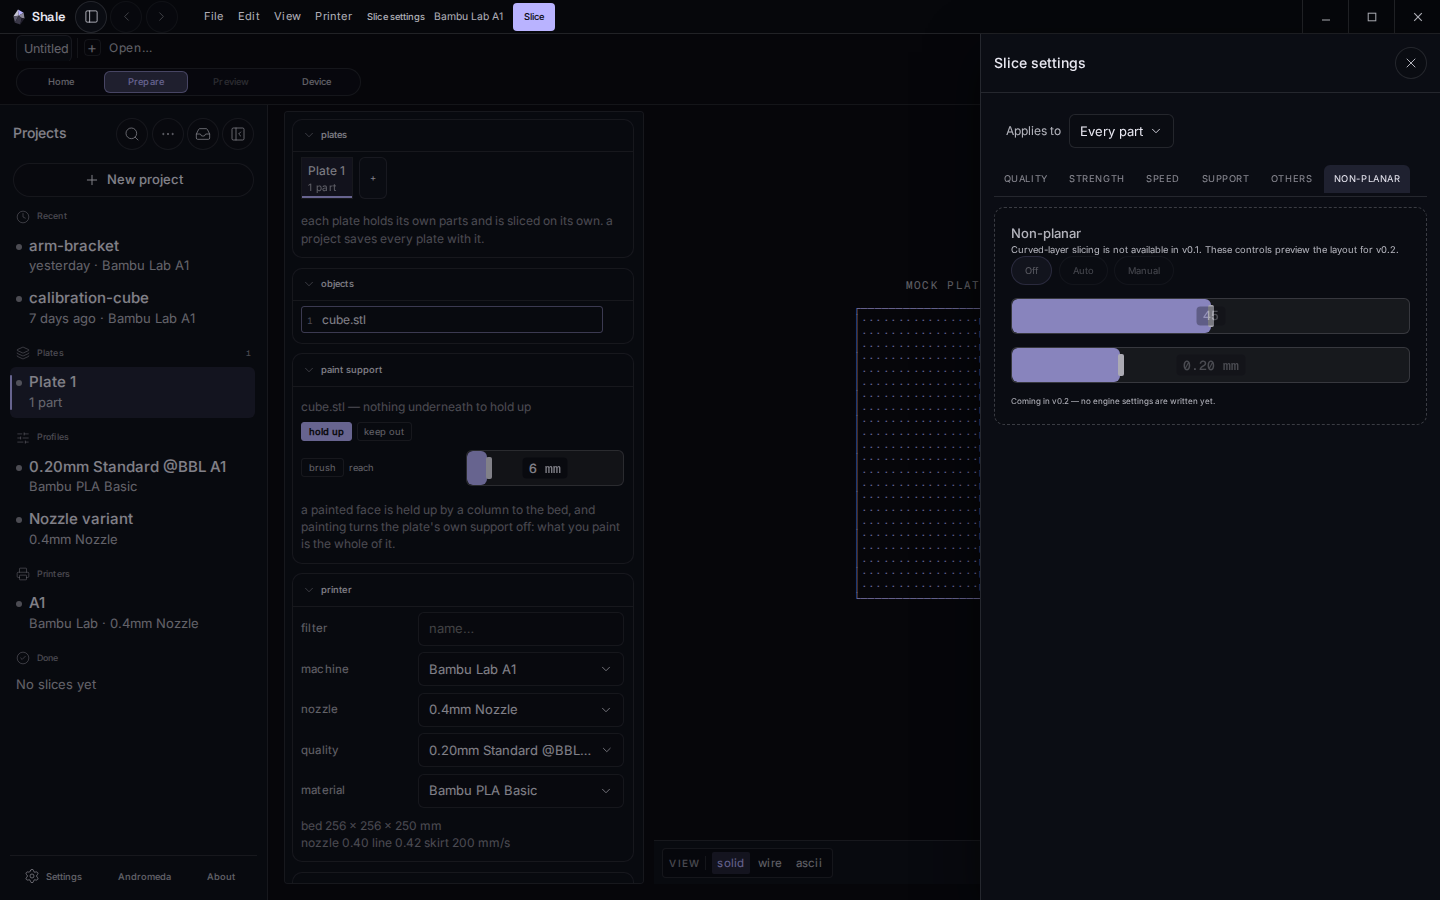 Shale
File Edit View Printer Slice settings Bambu Lab A1 Slice
Untitled + Open...
Home Prepare Preview Device
Projects
New project
Recent
arm-bracket
yesterday · Bambu Lab A1
calibration-cube
7 days ago · Bambu Lab A1
Plates 1
Plate 1
1 part
Profiles
0.20mm Standard @BBL A1
Bambu PLA Basic
Nozzle variant
0.4mm Nozzle
Printers
A1
Bambu Lab · 0.4mm Nozzle
Done
No slices yet
Settings Andromeda About
plates
Plate 1
1 part
+
each plate holds its own parts and is sliced on its own. a
project saves every plate with it.
objects
1 cube.stl
paint support
cube.stl — nothing underneath to hold up
hold up keep out
brush reach 6 mm
a painted face is held up by a column to the bed, and
painting turns the plate's own support off: what you paint
is the whole of it.
printer
filter name...
machine Bambu Lab A1
nozzle 0.4mm Nozzle
quality 0.20mm Standard @BBL...
material Bambu PLA Basic
bed 256 × 256 × 250 mm
nozzle 0.40 line 0.42 skirt 200 mm/s
MOCK PLAT
VIEW solid wire ascii
Slice settings
Applies to Every part
QUALITY STRENGTH SPEED SUPPORT OTHERS NON-PLANAR
Non-planar
Curved-layer slicing is not available in v0.1. These controls preview the layout for v0.2.
Off Auto Manual
45
0.20 mm
Coming in v0.2 — no engine settings are written yet.